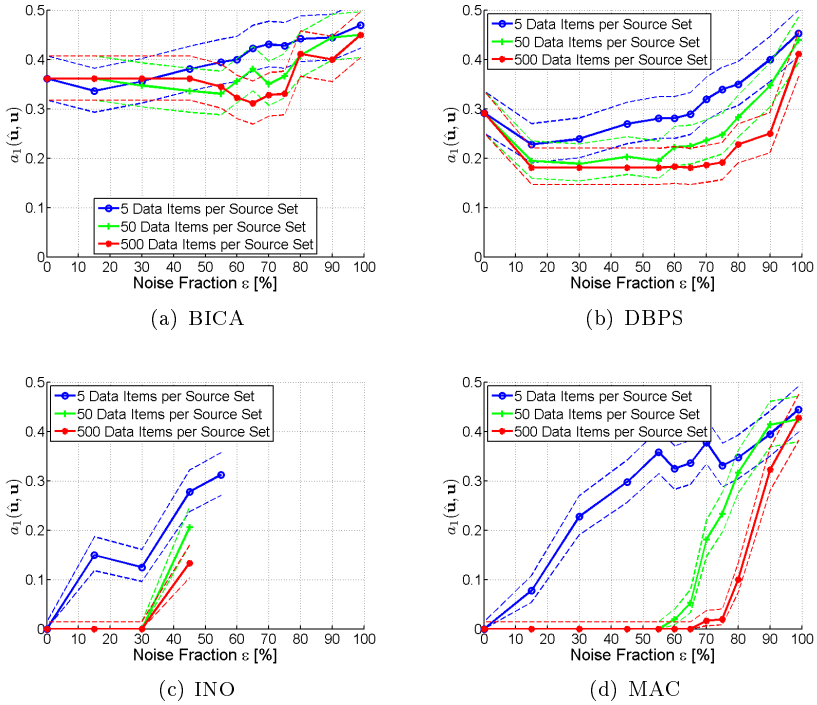 0.5
0.4
0.3
0.2
0.1
0
a₁(û, u)
5 Data Items per Source Set
50 Data Items per Source Set
500 Data Items per Source Set
0 10 20 30 40 50 60 70 80 90 100
Noise Fraction ε [%]
(a) BICA
0.5
0.4
0.3
0.2
0.1
0
a₁(û, u)
5 Data Items per Source Set
50 Data Items per Source Set
500 Data Items per Source Set
0 10 20 30 40 50 60 70 80 90 100
Noise Fraction ε [%]
(b) DBPS
0.5
0.4
0.3
0.2
0.1
0
a₁(û, u)
5 Data Items per Source Set
50 Data Items per Source Set
500 Data Items per Source Set
0 10 20 30 40 50 60 70 80 90 100
Noise Fraction ε [%]
(c) INO
0.5
0.4
0.3
0.2
0.1
0
a₁(û, u)
5 Data Items per Source Set
50 Data Items per Source Set
500 Data Items per Source Set
0 10 20 30 40 50 60 70 80 90 100
Noise Fraction ε [%]
(d) MAC